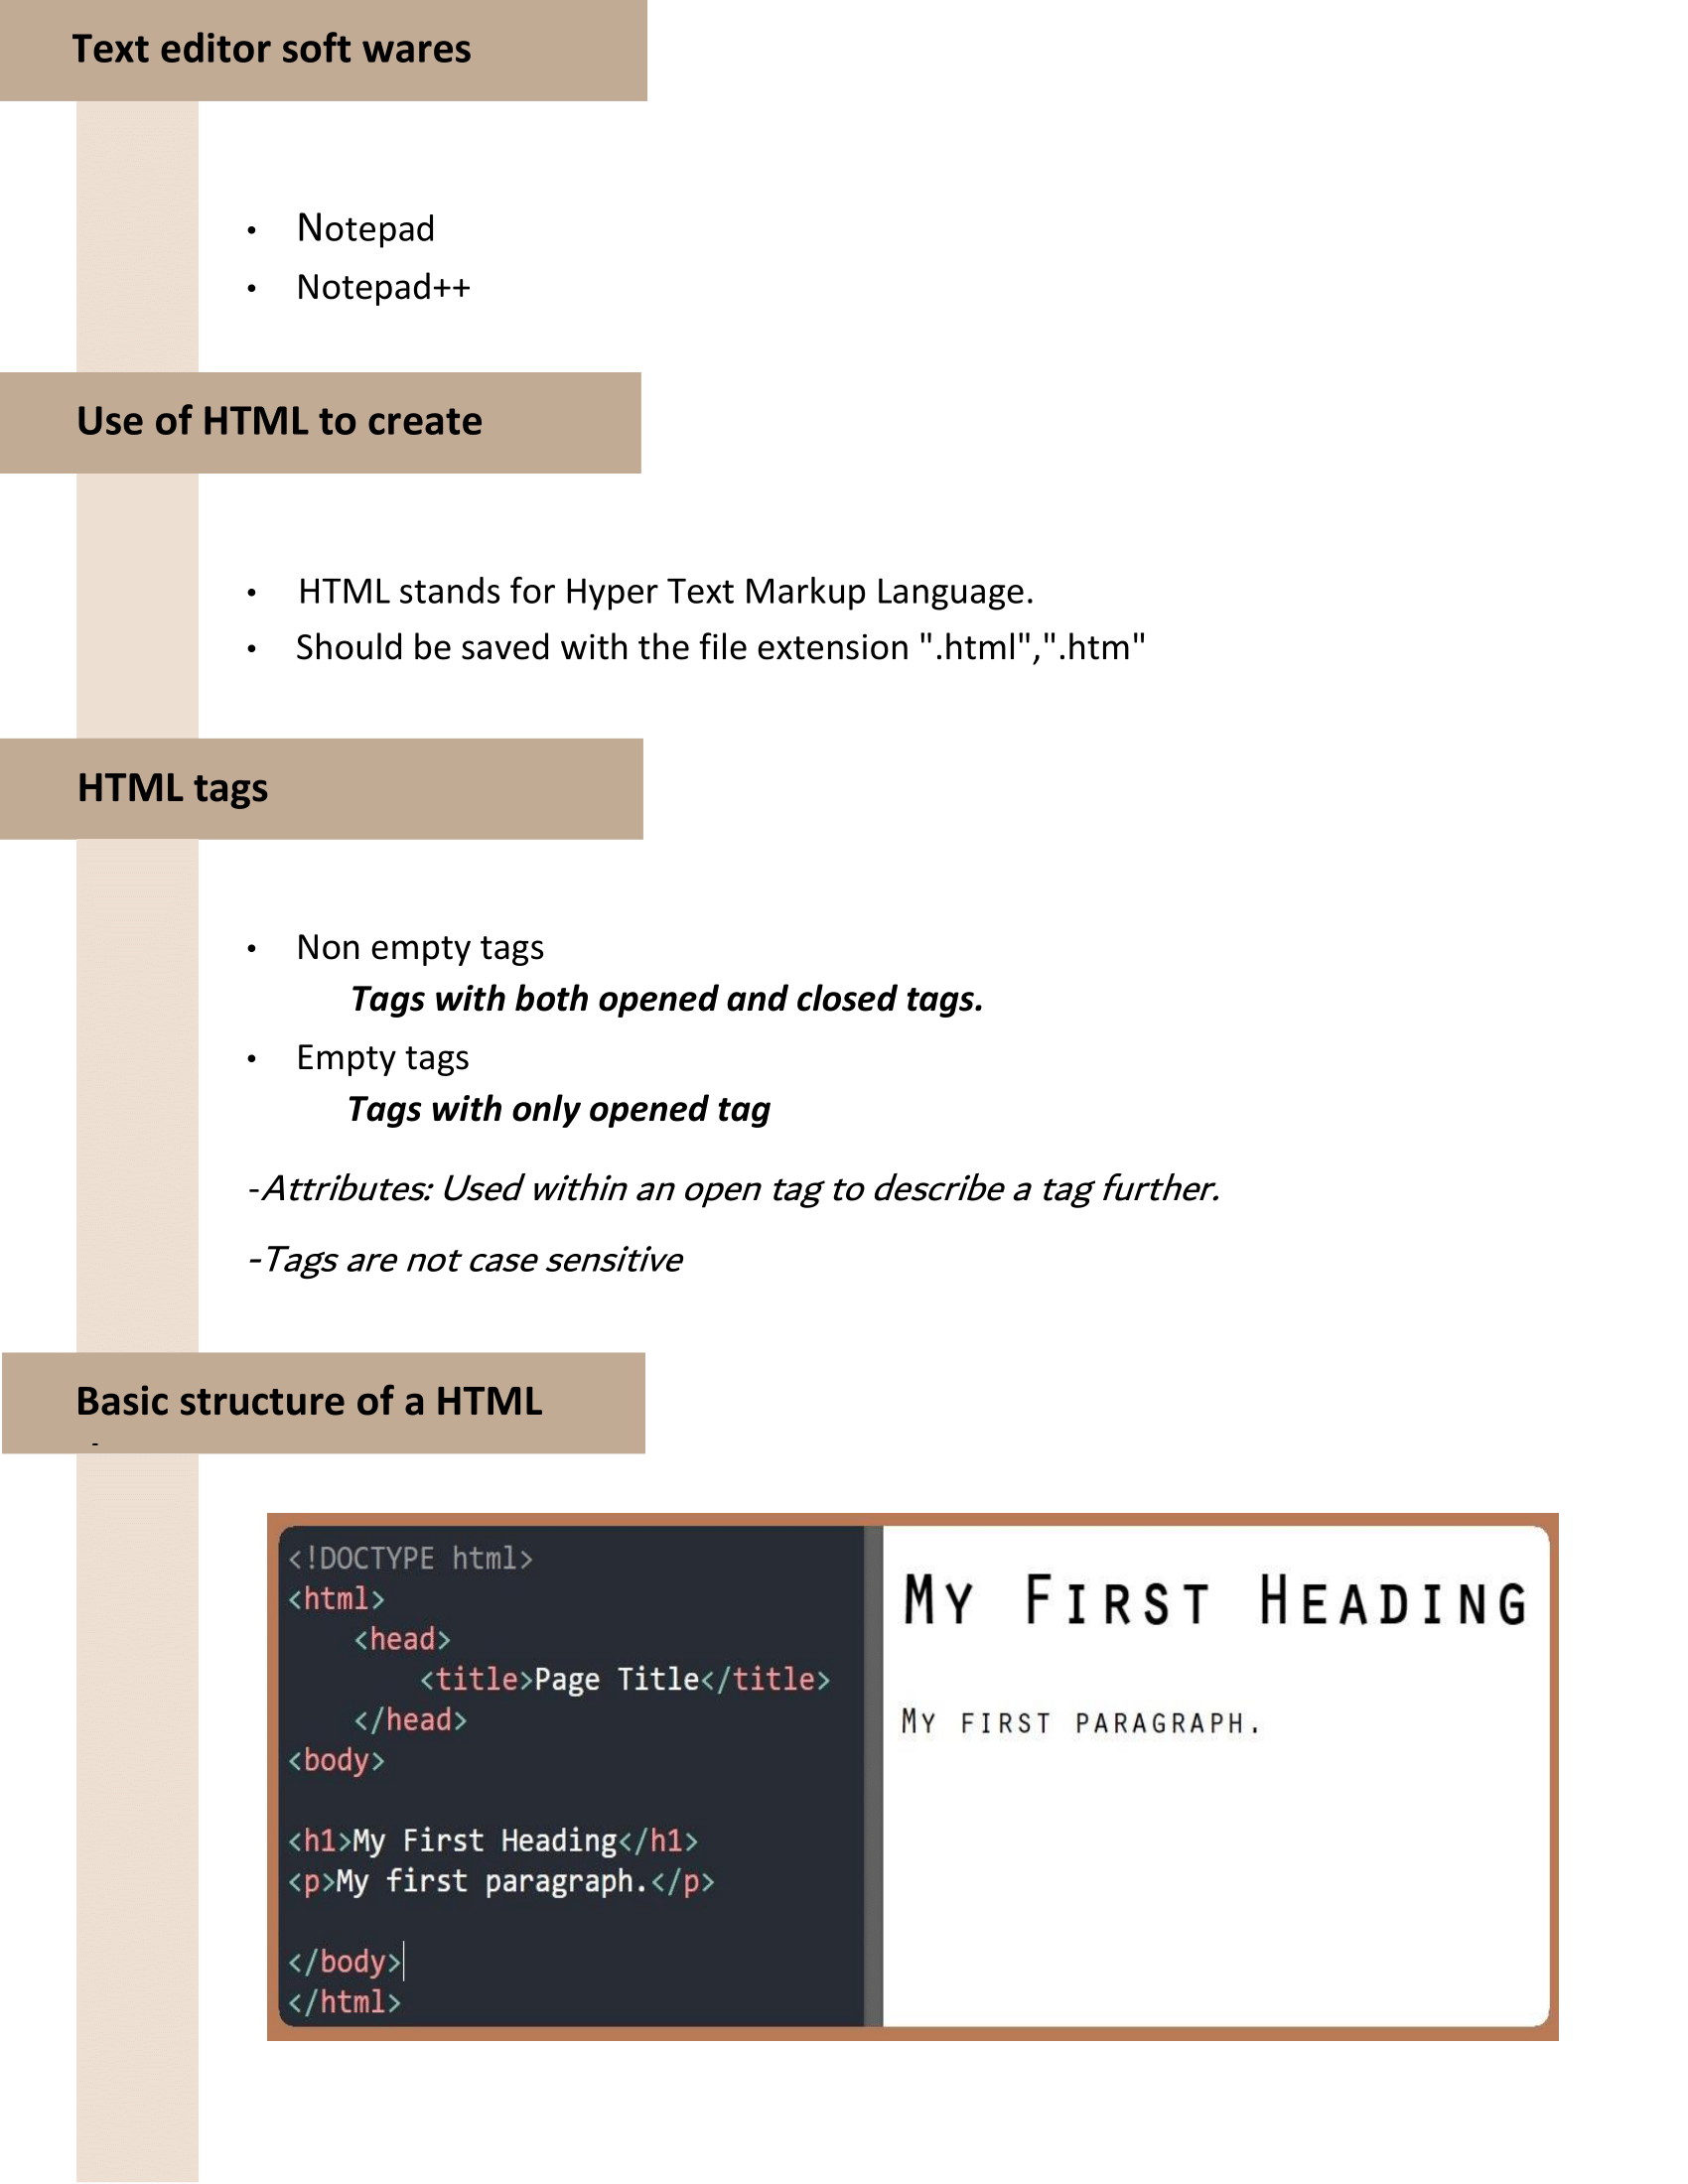 Text editor soft wares
• Notepad
• Notepad++
Use of HTML to create
• HTML stands for Hyper Text Markup Language.
• Should be saved with the file extension ".html",".htm"
HTML tags
• Non empty tags
Tags with both opened and closed tags.
• Empty tags
Tags with only opened tag
-Attributes: Used within an open tag to describe a tag further.
-Tags are not case sensitive
Basic structure of a HTML
-
<!DOCTYPE html>
<html>
<head>
<title>Page Title</title>
</head>
<body>
<h1>My First Heading</h1>
<p>My first paragraph.</p>
</body>
</html>
My First Heading
My first paragraph.